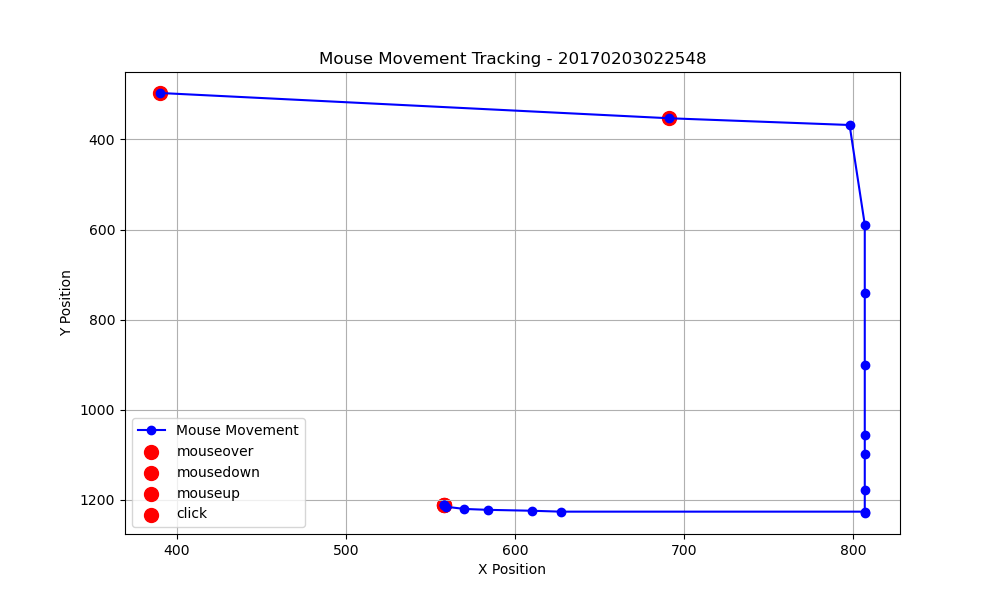 Mouse Movement Tracking - 20170203022548
400
600
800
1000
1200
Y Position
Mouse Movement
mouseover
mousedown
mouseup
click
400
500
600
700
800
X Position